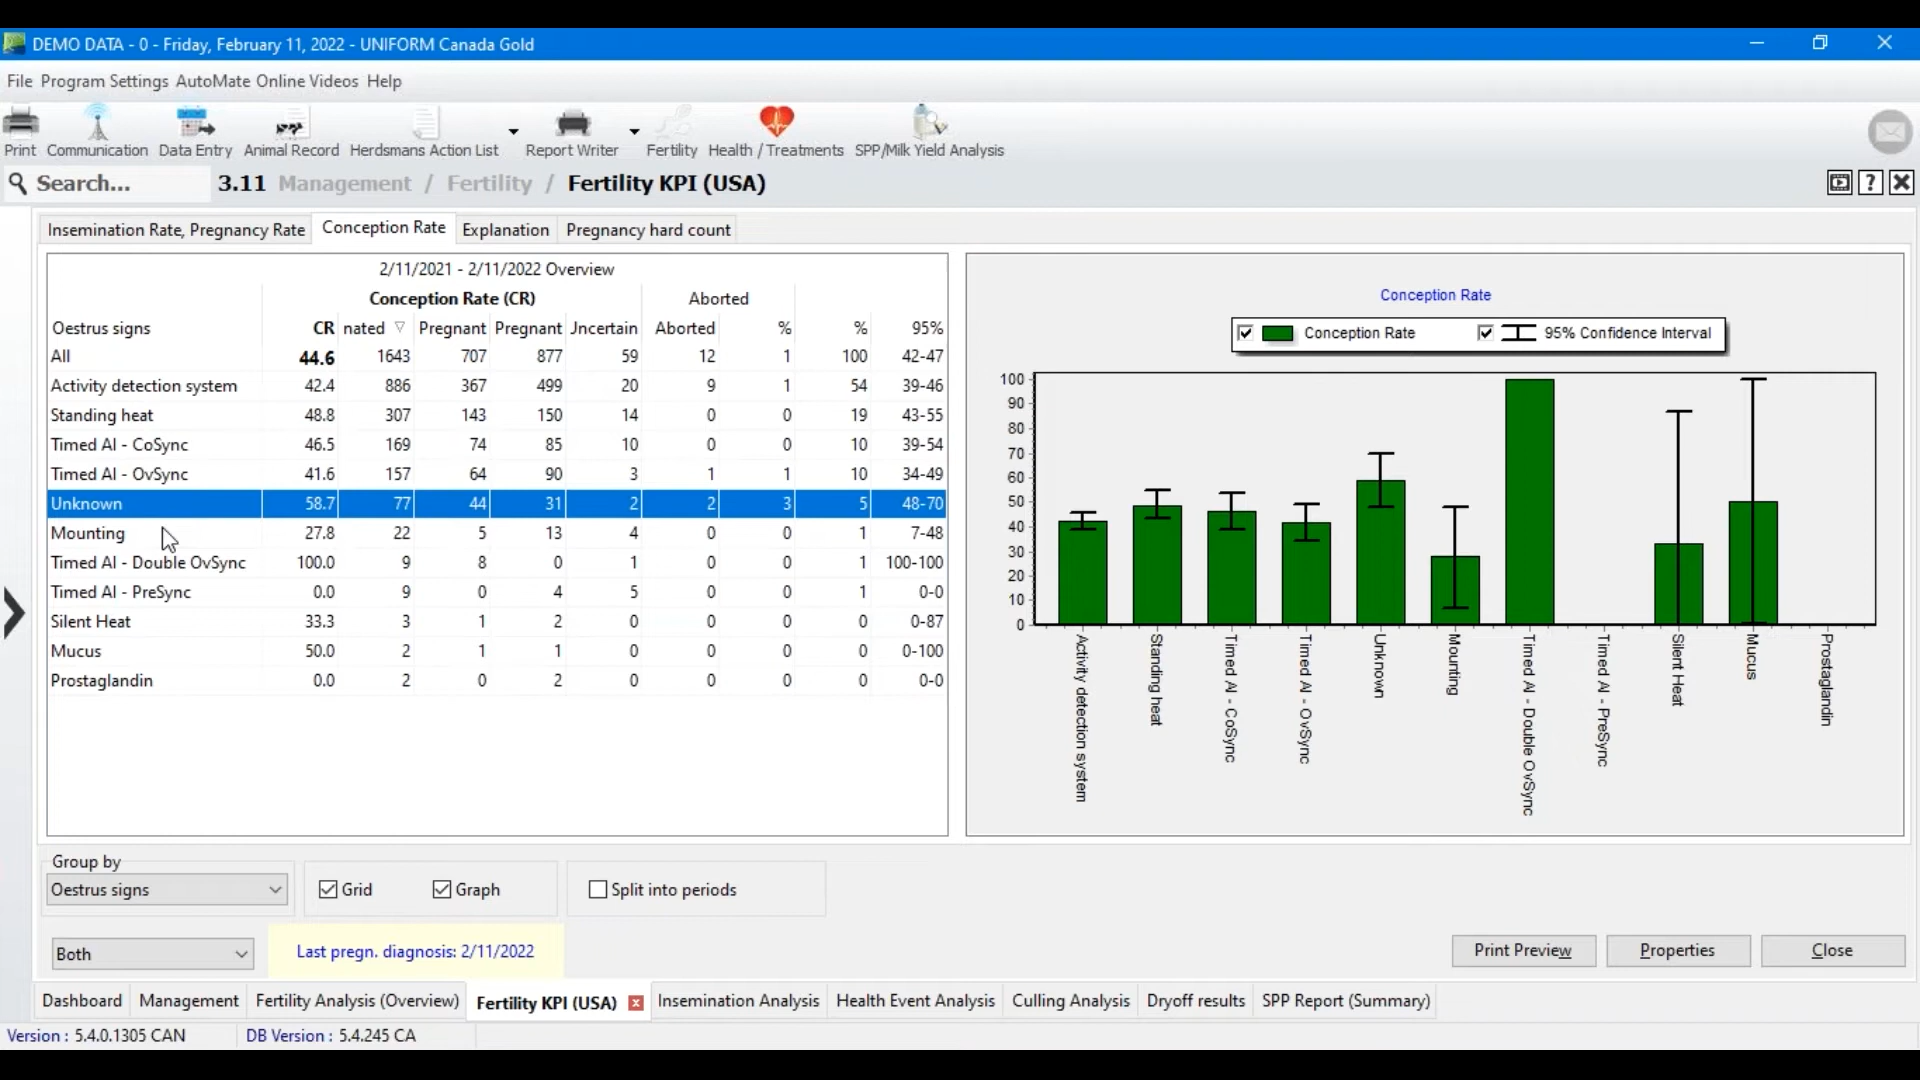 DEMO DATA - 0 - Friday, February 11, 2022 - UNIFORM Canada Gold
File Program Settings AutoMate Online Videos Help
Print Communication Data Entry Animal Record Herdsmans Action List Report Writer Fertility Health / Treatments SPP/Milk Yield Analysis
Search... 3.11 Management / Fertility / Fertility KPI (USA)
Insemination Rate, Pregnancy Rate Conception Rate Explanation Pregnancy hard count
2/11/2021 - 2/11/2022 Overview
Conception Rate (CR) Aborted
Oestrus signs CR nated Pregnant Pregnant Jncertain Aborted % % 95%
All 44.6 1643 707 877 59 12 1 100 42-47
Activity detection system 42.4 886 367 499 20 9 1 54 39-46
Standing heat 48.8 307 143 150 14 0 0 19 43-55
Timed AI - CoSync 46.5 169 74 85 10 0 0 10 39-54
Timed AI - OvSync 41.6 157 64 90 3 1 1 10 34-49
Unknown 58.7 77 44 31 2 2 3 5 48-70
Mounting 27.8 22 5 13 4 0 0 1 7-48
Timed AI - Double OvSync 100.0 9 8 0 1 0 0 1 100-100
Timed AI - PreSync 0.0 9 0 4 5 0 0 1 0-0
Silent Heat 33.3 3 1 2 0 0 0 0 0-87
Mucus 50.0 2 1 1 0 0 0 0 0-100
Prostaglandin 0.0 2 0 2 0 0 0 0 0-0
Conception Rate
Conception Rate 95% Confidence Interval
100
90
80
70
60
50
40
30
20
10
0
Activity detection system
Standing heat
Timed AI - CoSync
Timed AI - OvSync
Unknown
Mounting
Timed AI - Double OvSync
Timed AI - PreSync
Silent Heat
Mucus
Prostaglandin
Group by
Oestrus signs Grid Graph Split into periods
Both Last pregn. diagnosis: 2/11/2022 Print Preview Properties Close
Dashboard Management Fertility Analysis (Overview) Fertility KPI (USA) Insemination Analysis Health Event Analysis Culling Analysis Dryoff results SPP Report (Summary)
Version : 5.4.0.1305 CAN DB Version : 5.4.245 CA